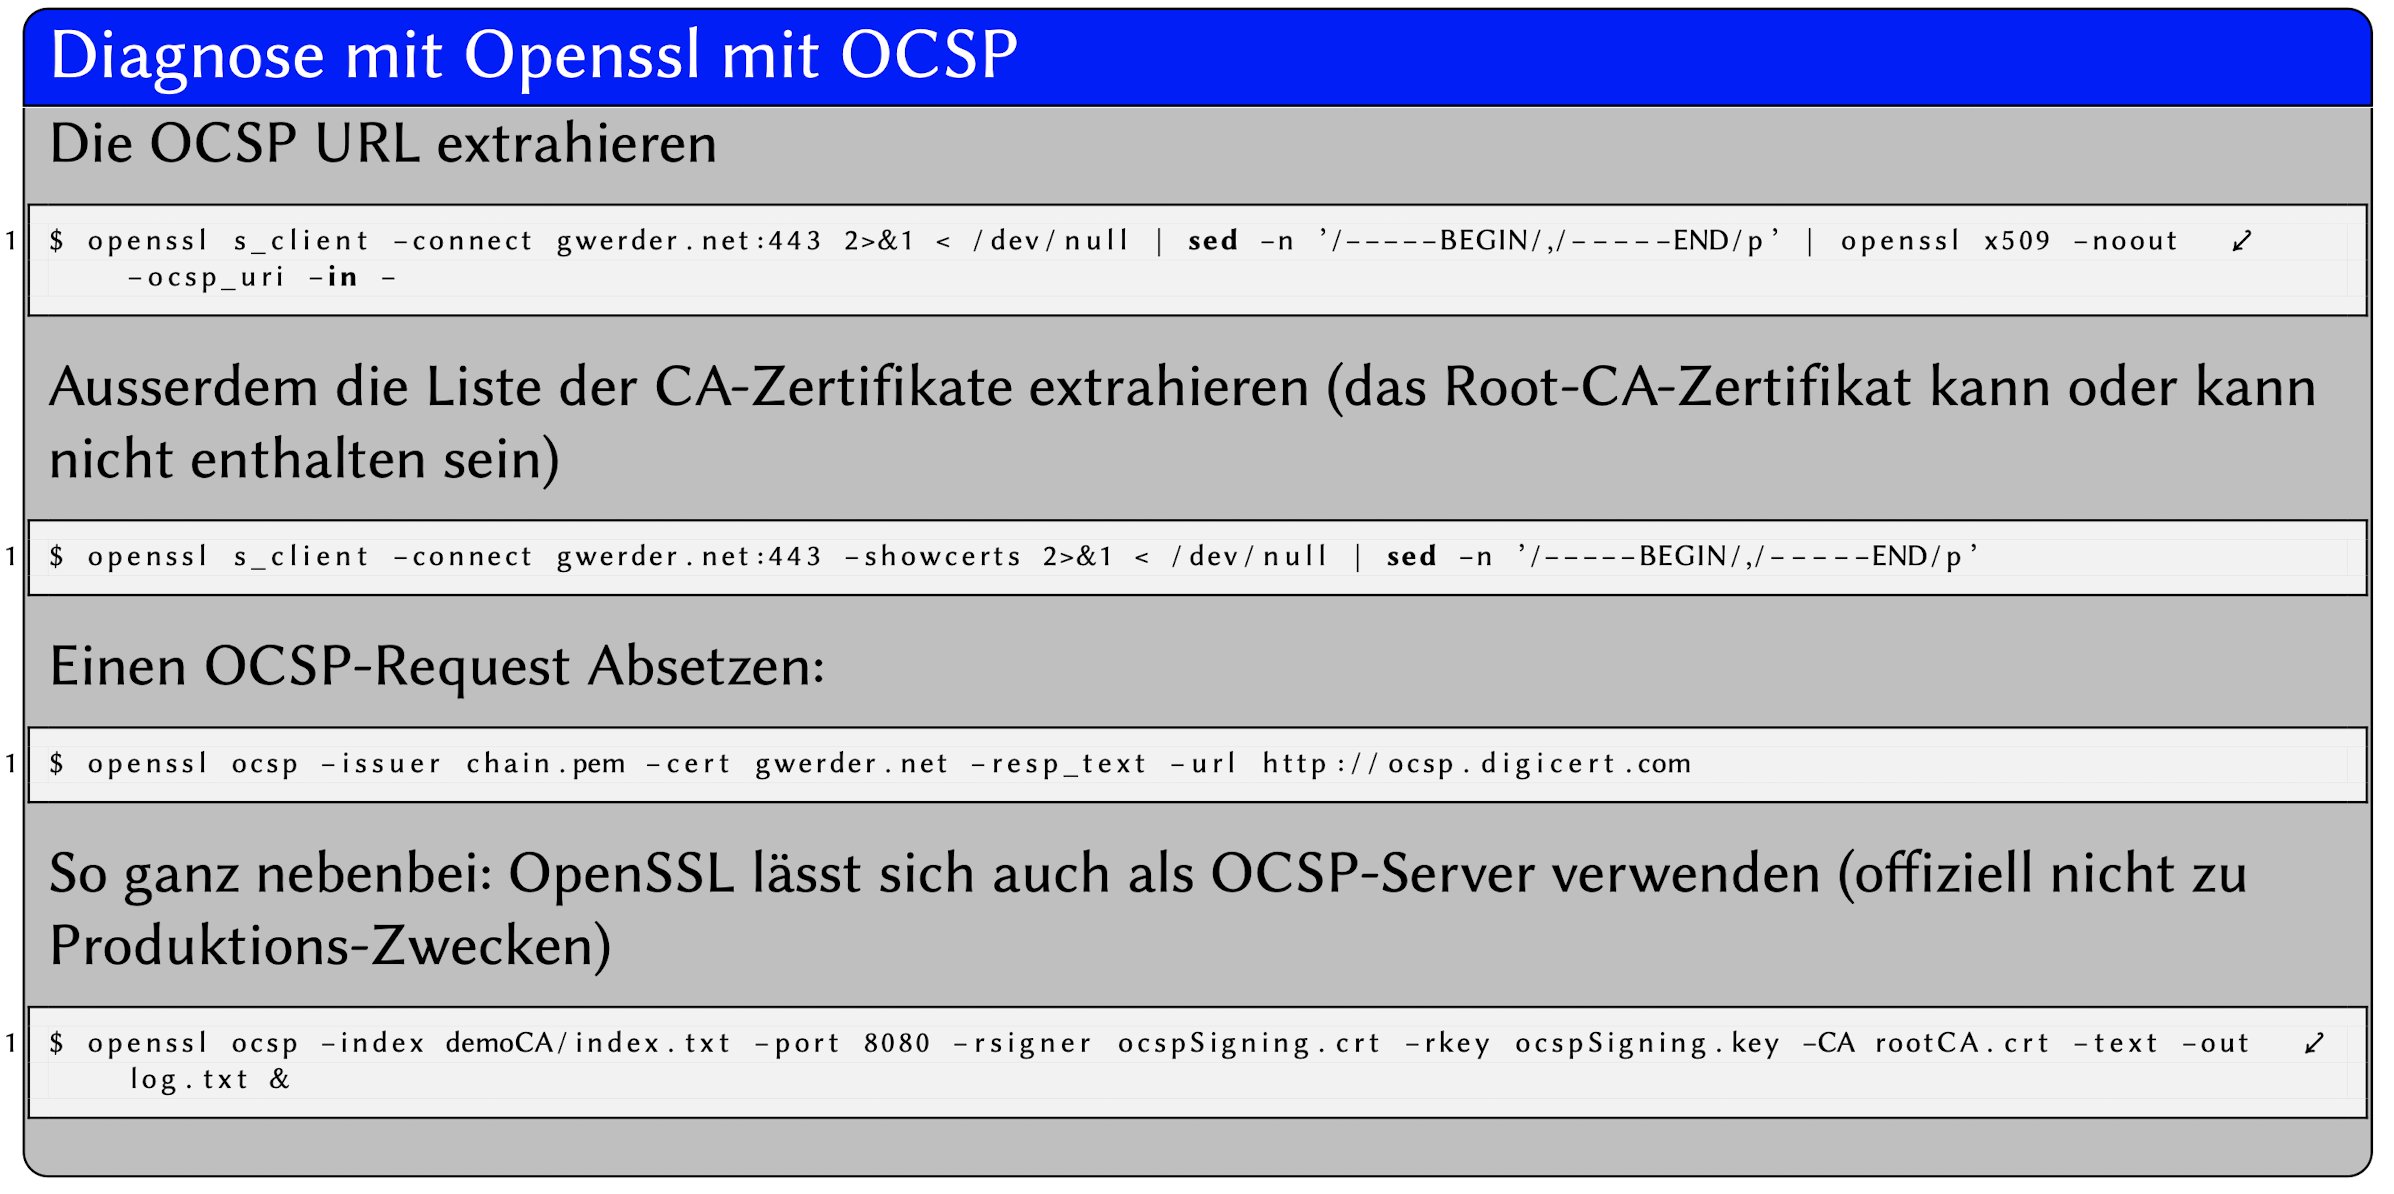 Diagnose mit Openssl mit OCSP
Die OCSP URL extrahieren
1 $ openssl s_client -connect gwerder.net:443 2>&1 < /dev/null | sed -n '/-----BEGIN/,/-----END/p' | openssl x509 -noout
-ocsp_uri -in -
Ausserdem die Liste der CA-Zertifikate extrahieren (das Root-CA-Zertifikat kann oder kann
nicht enthalten sein)
1 $ openssl s_client -connect gwerder.net:443 -showcerts 2>&1 < /dev/null | sed -n '/-----BEGIN/,/-----END/p'
Einen OCSP-Request Absetzen:
1 $ openssl ocsp -issuer chain.pem -cert gwerder.net -resp_text -url http://ocsp.digicert.com
So ganz nebenbei: OpenSSL lässt sich auch als OCSP-Server verwenden (offiziell nicht zu
Produktions-Zwecken)
1 $ openssl ocsp -index demoCA/index.txt -port 8080 -rsigner ocspSigning.crt -rkey ocspSigning.key -CA rootCA.crt -text -out
log.txt &